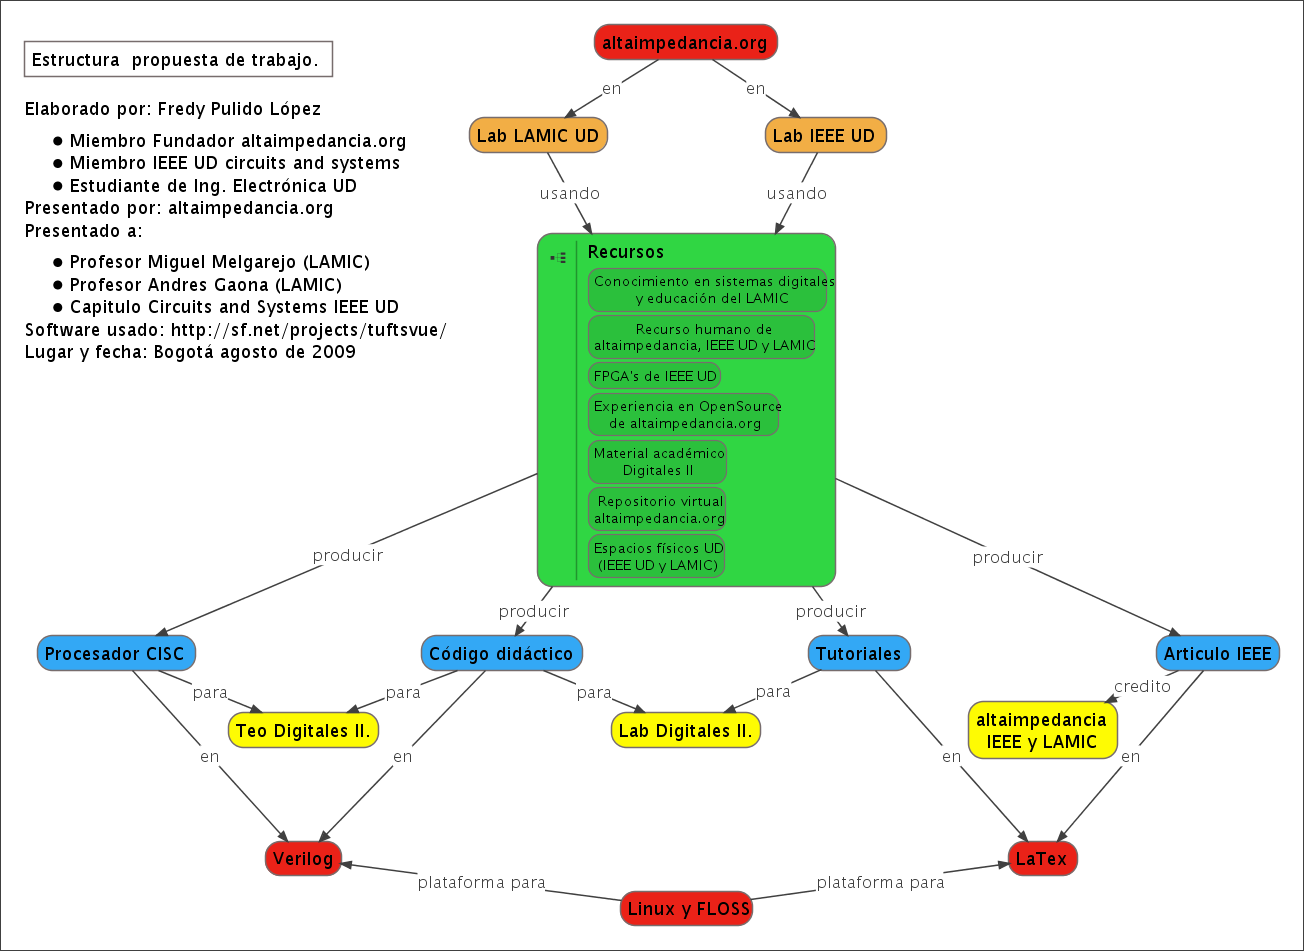 altaimpedancia.org
Estructura  propuesta de trabajo.
Elaborado por: Fredy Pulido López
● Miembro Fundador altaimpedancia.org
● Miembro IEEE UD circuits and systems
● Estudiante de Ing. Electrónica UD
Presentado por: altaimpedancia.org
Presentado a:
● Profesor Miguel Melgarejo (LAMIC)
● Profesor Andres Gaona (LAMIC)
● Capitulo Circuits and Systems IEEE UD
Software usado: http://sf.net/projects/tuftsvue/
Lugar y fecha: Bogotá agosto de 2009
en
en
Lab LAMIC UD
Lab IEEE UD
usando
usando
Recursos
Conocimiento en sistemas digitales
y educación del LAMIC
Recurso humano de
altaimpedancia, IEEE UD y LAMIC
FPGA's de IEEE UD
Experiencia en OpenSource
de altaimpedancia.org
Material académico
Digitales II
Repositorio virtual
altaimpedancia.org
Espacios físicos UD
(IEEE UD y LAMIC)
producir
producir
producir
producir
Procesador CISC
Código didáctico
Tutoriales
Articulo IEEE
para
para
para
para
credito
Teo Digitales II.
Lab Digitales II.
altaimpedancia
IEEE y LAMIC
en
en
en
en
Verilog
LaTex
plataforma para
plataforma para
Linux y FLOSS